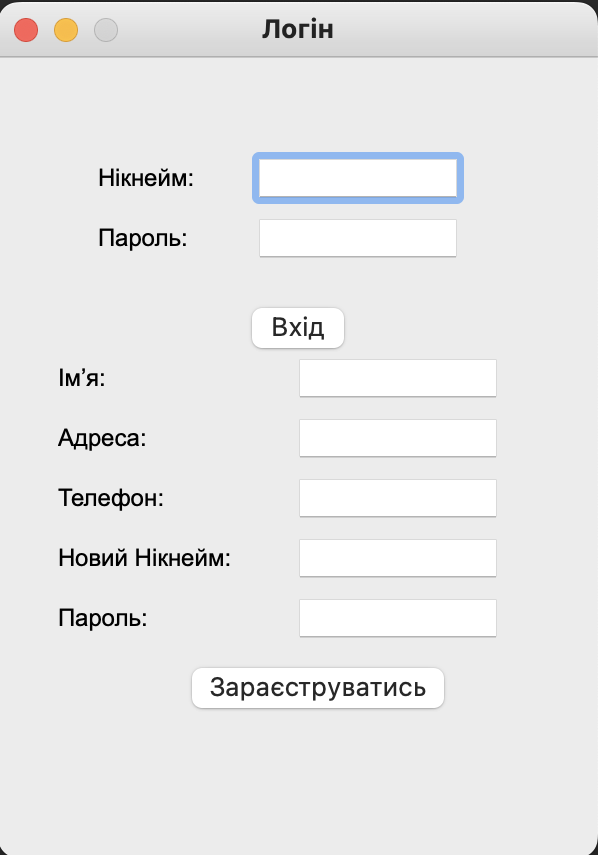 Логін
Нікнейм:
Пароль:
Вхід
Ім’я:
Адреса:
Телефон:
Новий Нікнейм:
Пароль:
Зараєструватись